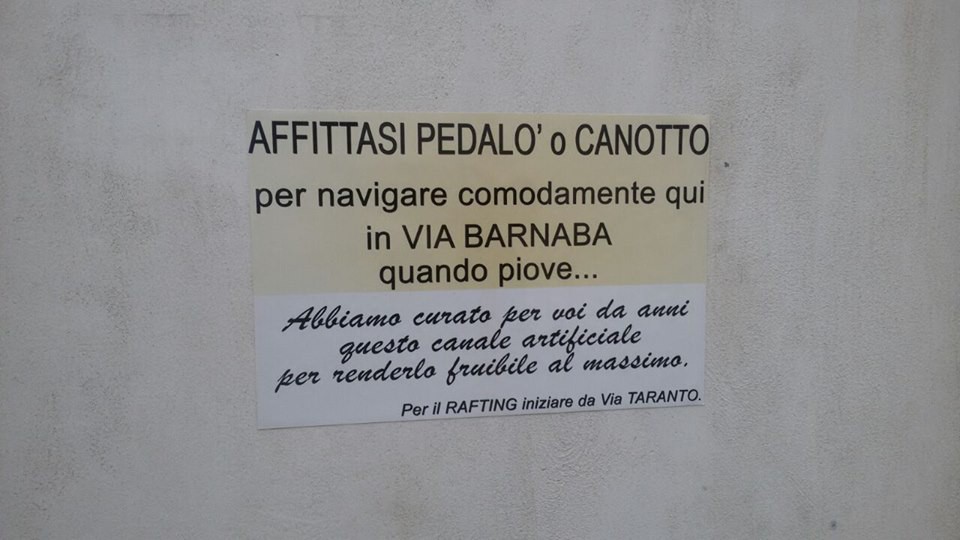 AFFITTASI PEDALO' o CANOTTO
per navigare comodamente qui
in VIA BARNABA
quando piove...
Abbiamo curato per voi da anni
questo canale artificiale
per renderlo fruibile al massimo.
Per il RAFTING iniziare da Via TARANTO.